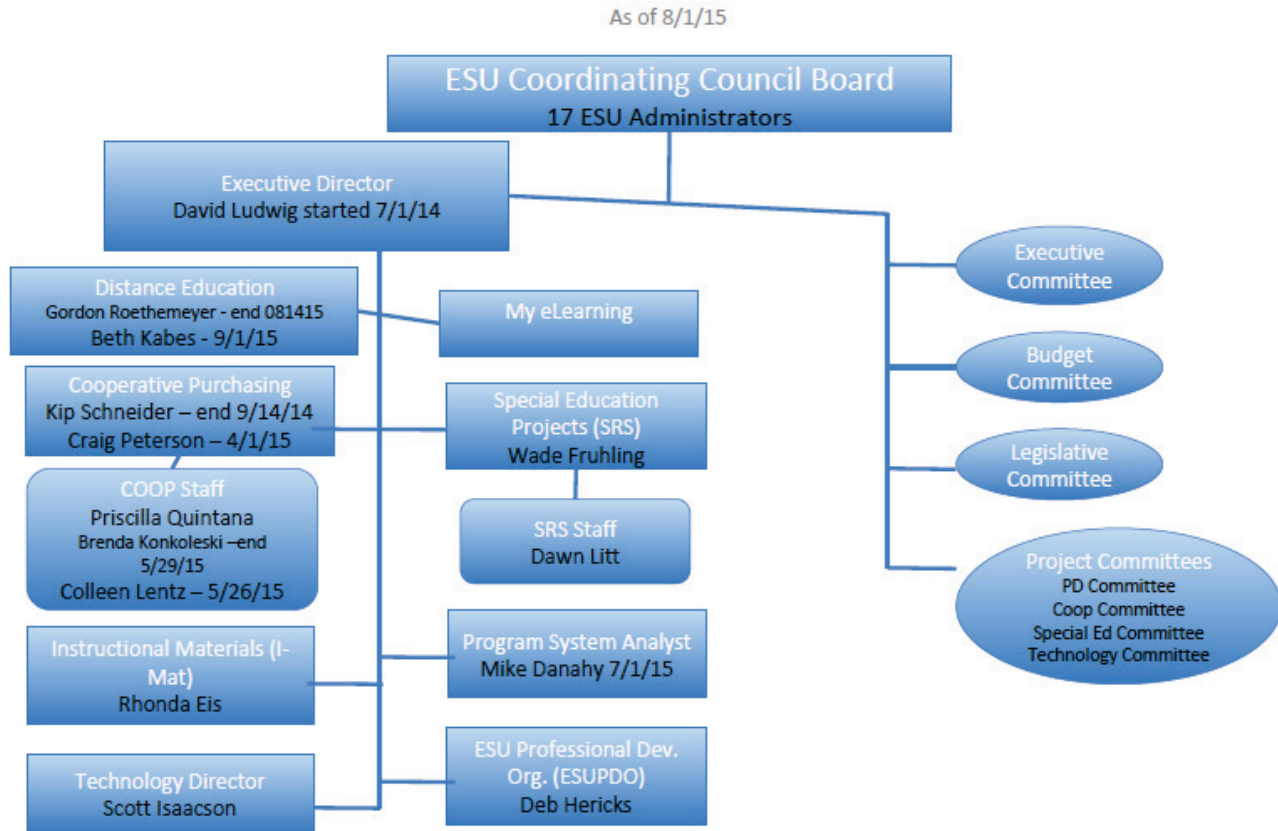 As of 8/1/15
ESU Coordinating Council Board
17 ESU Administrators
Executive Director
David Ludwig started 7/1/14
Distance Education
Gordon Roethemeyer - end 081415
Beth Kabes - 9/1/15
My eLearning
Cooperative Purchasing
Kip Schneider – end 9/14/14
Craig Peterson – 4/1/15
Special Education
Projects (SRS)
Wade Fruhling
COOP Staff
Priscilla Quintana
Brenda Konkoleski –end
5/29/15
Colleen Lentz – 5/26/15
SRS Staff
Dawn Litt
Instructional Materials (I-
Mat)
Rhonda Eis
Program System Analyst
Mike Danahy 7/1/15
Technology Director
Scott Isaacson
ESU Professional Dev.
Org. (ESUPDO)
Deb Hericks
Executive
Committee
Budget
Committee
Legislative
Committee
Project Committees
PD Committee
Coop Committee
Special Ed Committee
Technology Committee